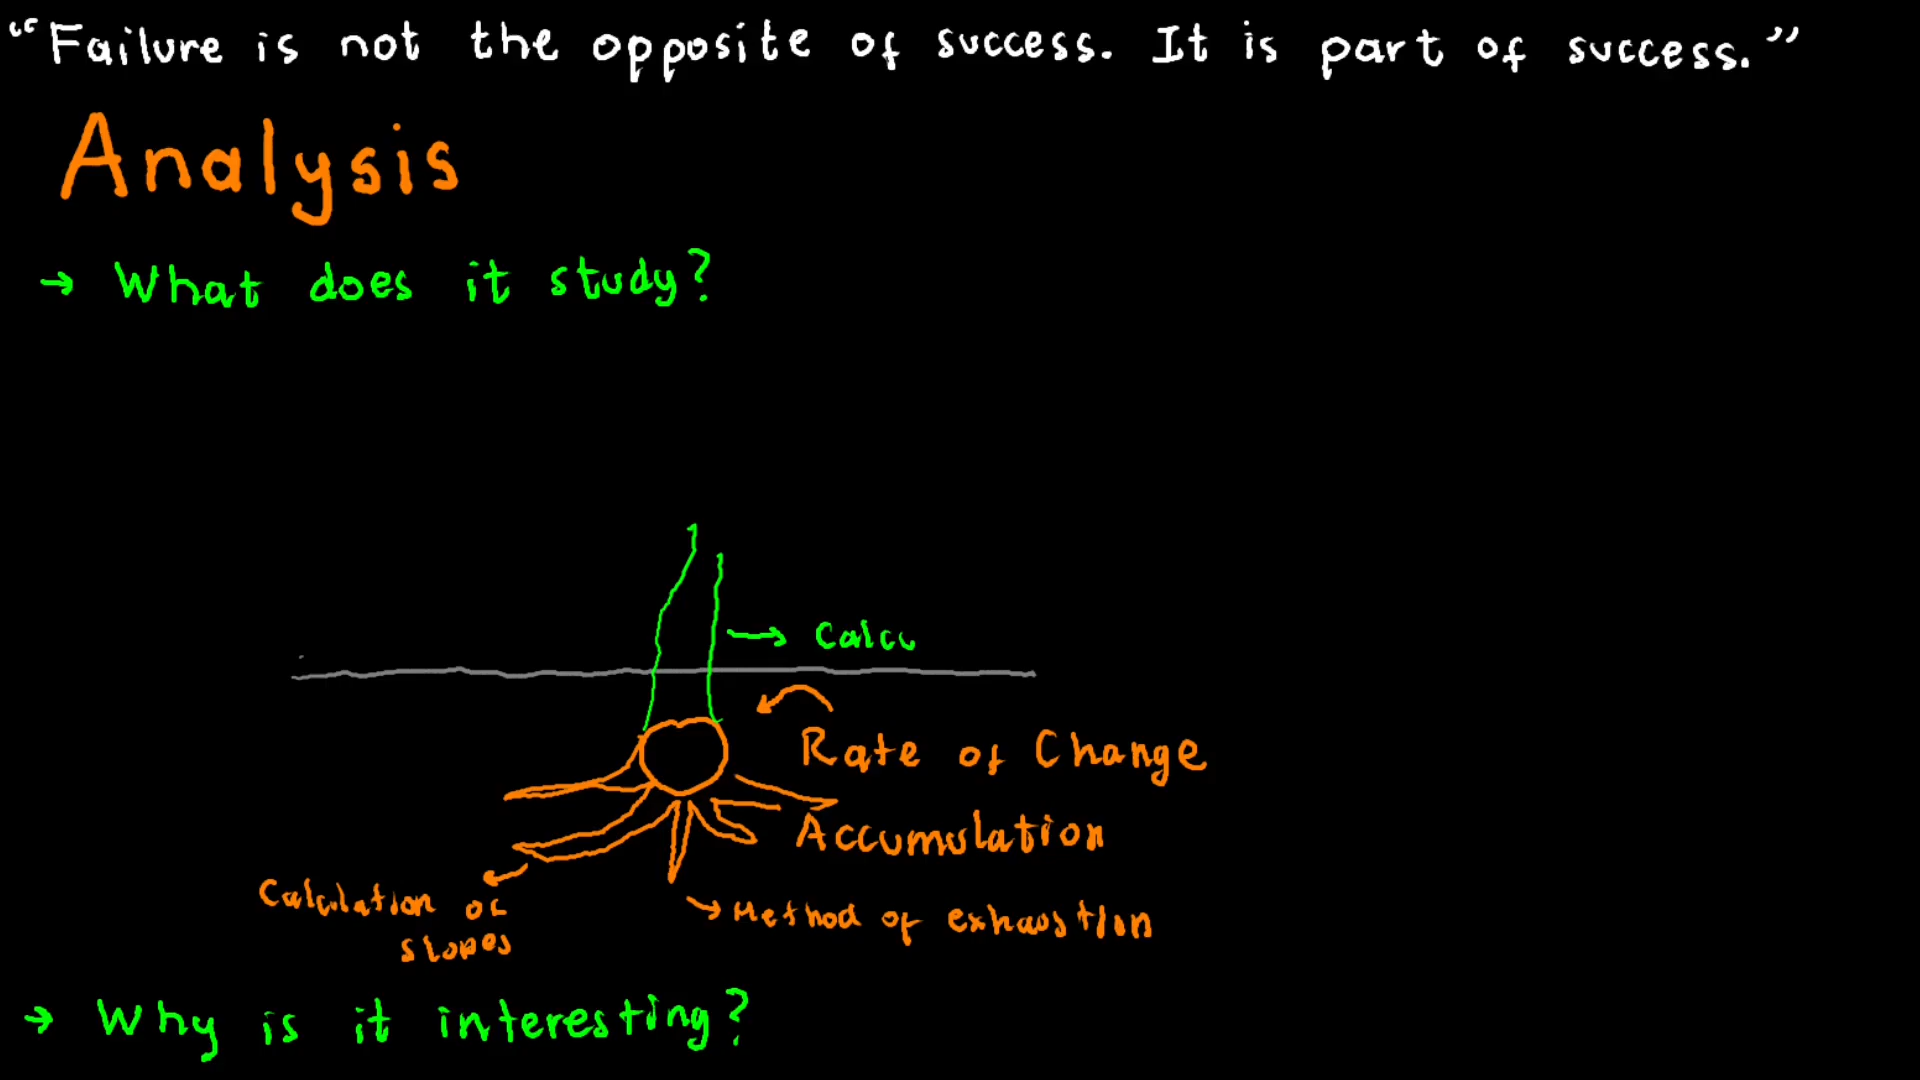 “Failure is not the opposite of success. It is part of success.”
Analysis
→ What does it study?
→ Calcu
Rate of Change
Accumulation
Calculation of
slopes
→ Method of exhaustion
→ Why is it interesting?